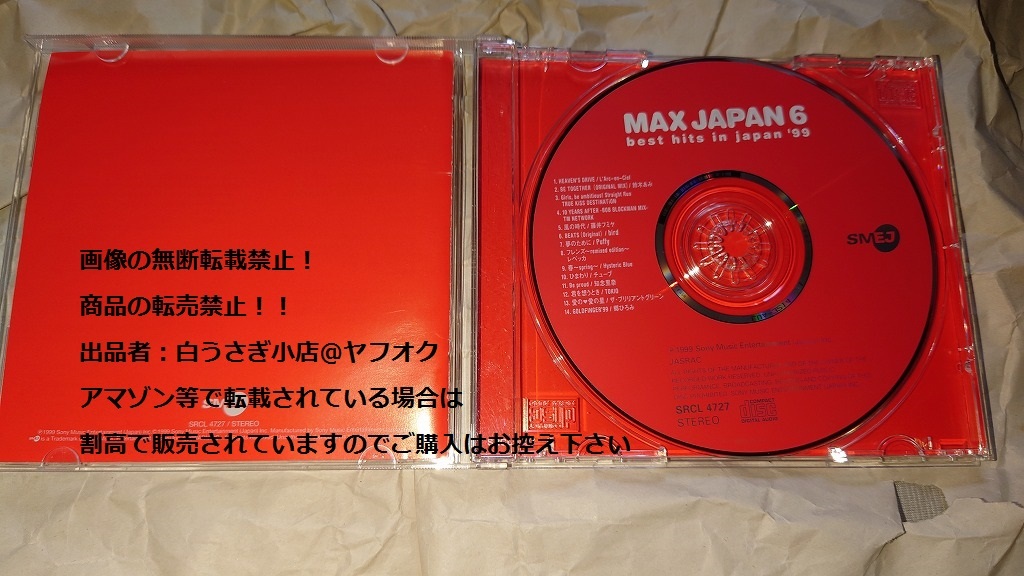 画像の無断転載禁止！
商品の転売禁止！！
出品者：白うさぎ小店@ヤフオク
アマゾン等で転載されている場合は
割高で販売されていますのでご購入はお控え下さい
SRCL 4727 / STEREO
MAX JAPAN 6
best hits in japan '99
1. HEAVEN'S DRIVE / L'Arc~en~Ciel
2. BE TOGETHER [ORIGINAL MIX] / 鈴木あみ
3. Girls, be ambitious! Straight Run
TRUE KISS DESTINATION
4. 10 YEARS AFTER -BOB BLOCKMAN MIX-
TM NETWORK
5. 風の時代 / 藤井フミヤ
6. BEATS [Original] / bird
7. 夢のために / Puffy
8. フレンズ~remixed edition~
レベッカ
9. 春~spring~ / Hysteric Blue
10. ひまわり / チューブ
11. Be proud / 知念里奈
12. 君を想うとき / TOKIO
13. 愛の♥愛の星 / ザ・ブリリアントグリーン
14. GOLDFINGER'99 / 郷ひろみ
SMEJ
JASRAC
SRCL 4727
STEREO
COMPACT
disc
DIGITAL AUDIO